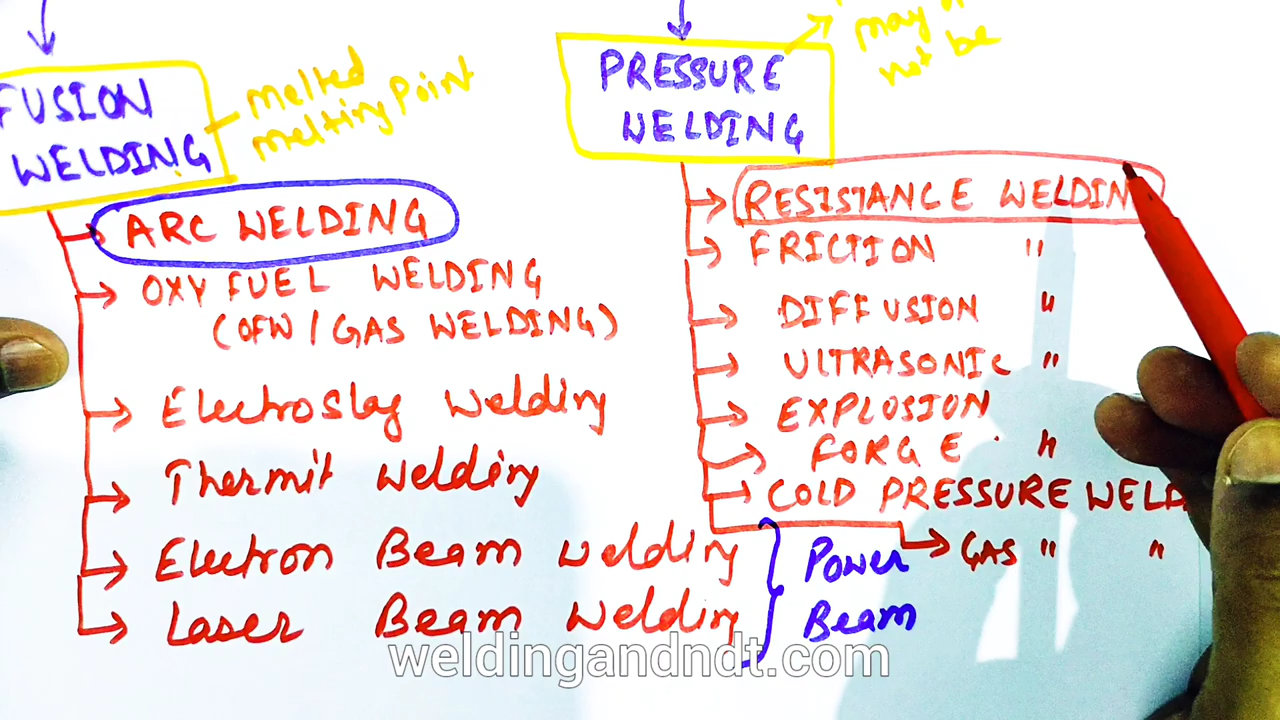 FUSION
WELDING
melted
melting Point
ARC WELDING
OXY FUEL WELDING
(OFW / GAS WELDING)
Electroslag Welding
Thermit Welding
Electron Beam Welding
Laser Beam Welding
Power
Beam
may
not be
PRESSURE
WELDING
RESISTANCE WELDIN
FRICTION "
DIFFUSION "
ULTRASONIC "
EXPLOSION
FORGE "
COLD PRESSURE WELD
GAS " "
weldingandndt.com